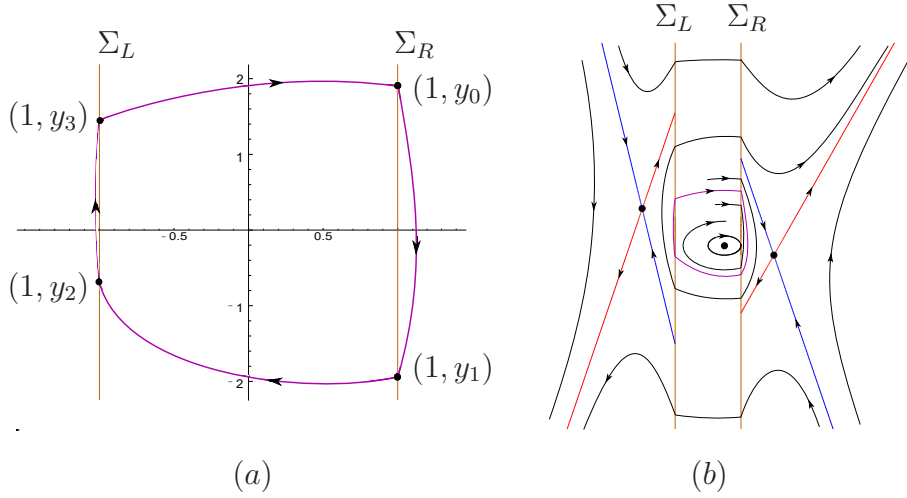 Σ_L Σ_R Σ_L Σ_R
2
(1, y_3) (1, y_0)
1
-0.5 0.5
(1, y_2)
-1
(1, y_1)
-2
(a) (b)